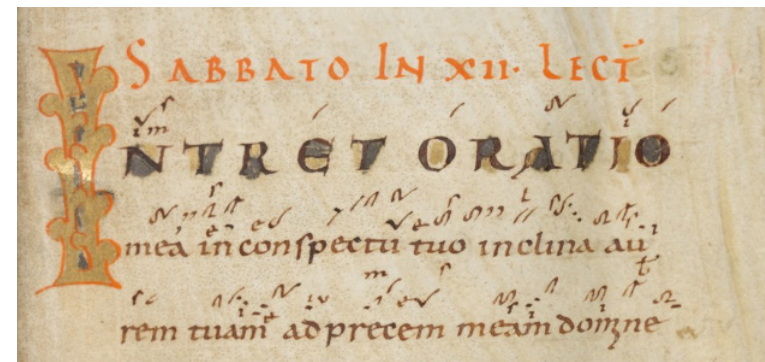 SABBATO IN XII· LECT
INTRET ORATIO
mea in conspectu tuo inclina au
rem tuam ad precem meam domine